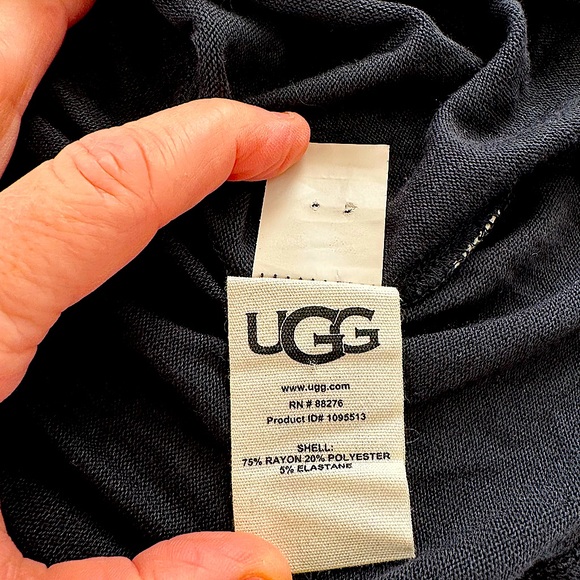 UGG
www.ugg.com
RN # 88276
Product ID# 1095513
SHELL:
75% RAYON 20% POLYESTER
5% ELASTANE